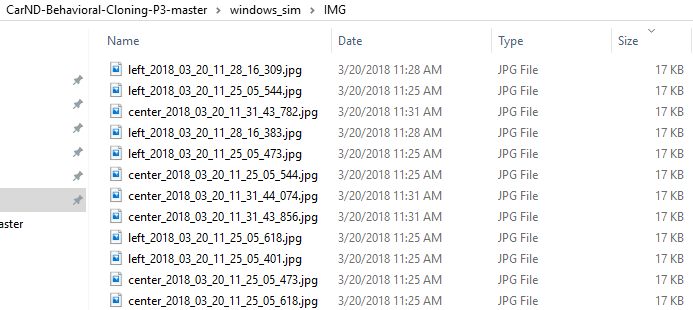 CarND-Behavioral-Cloning-P3-master > windows_sim > IMG
Name Date Type Size
left_2018_03_20_11_28_16_309.jpg 3/20/2018 11:28 AM JPG File 17 KB
left_2018_03_20_11_25_05_544.jpg 3/20/2018 11:25 AM JPG File 17 KB
center_2018_03_20_11_31_43_782.jpg 3/20/2018 11:31 AM JPG File 17 KB
left_2018_03_20_11_28_16_383.jpg 3/20/2018 11:28 AM JPG File 17 KB
left_2018_03_20_11_25_05_473.jpg 3/20/2018 11:25 AM JPG File 17 KB
center_2018_03_20_11_25_05_544.jpg 3/20/2018 11:25 AM JPG File 17 KB
center_2018_03_20_11_31_44_074.jpg 3/20/2018 11:31 AM JPG File 17 KB
center_2018_03_20_11_31_43_856.jpg 3/20/2018 11:31 AM JPG File 17 KB
aster
left_2018_03_20_11_25_05_618.jpg 3/20/2018 11:25 AM JPG File 17 KB
left_2018_03_20_11_25_05_401.jpg 3/20/2018 11:25 AM JPG File 17 KB
center_2018_03_20_11_25_05_473.jpg 3/20/2018 11:25 AM JPG File 17 KB
center_2018_03_20_11_25_05_618.jpg 3/20/2018 11:25 AM JPG File 17 KB